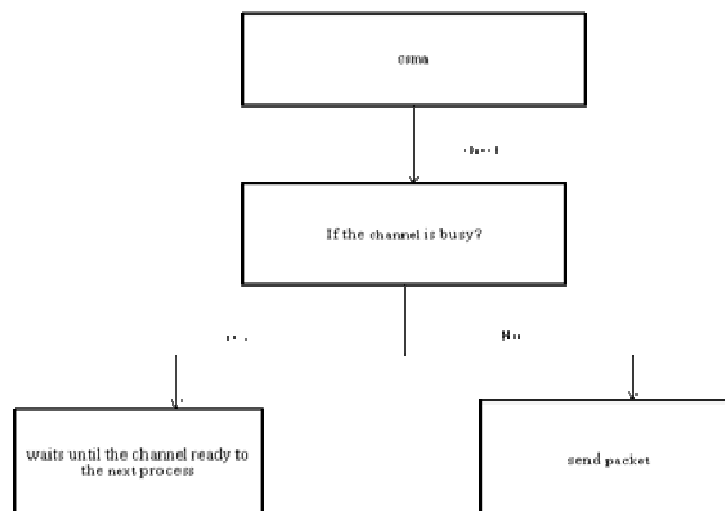 csma
If the channel is busy?
No
waits until the channel ready to
the next process
send packet